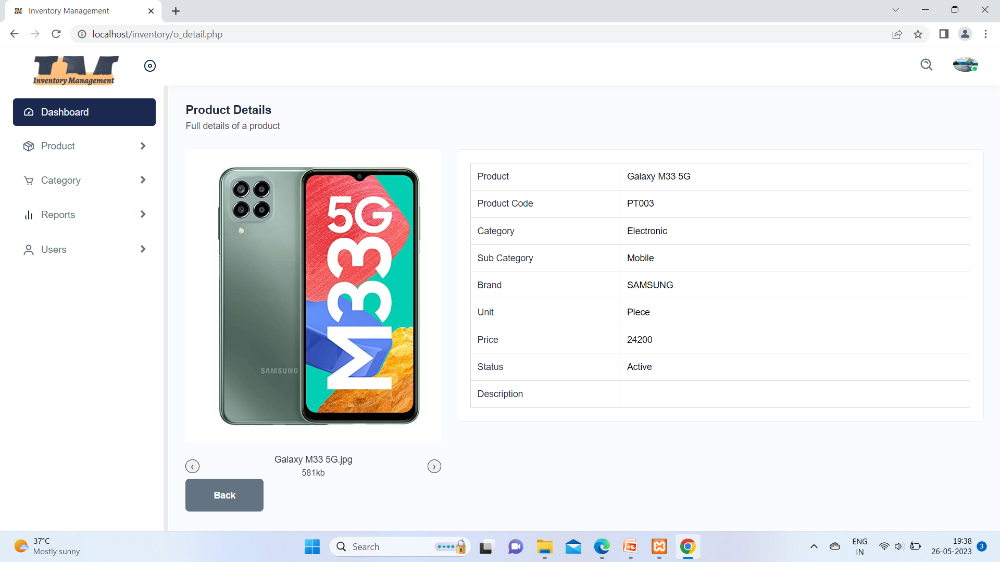 Inventory Management
localhost/inventory/o_detail.php
IM
Inventory Management
Dashboard
Product
Category
Reports
Users
Product Details
Full details of a product
5G
M33
SAMSUNG
Galaxy M33 5G.jpg
581kb
Back
Product Galaxy M33 5G
Product Code PT003
Category Electronic
Sub Category Mobile
Brand SAMSUNG
Unit Piece
Price 24200
Status Active
Description
37°C
Mostly sunny
Search
ENG
IN
19:38
26-05-2023
3